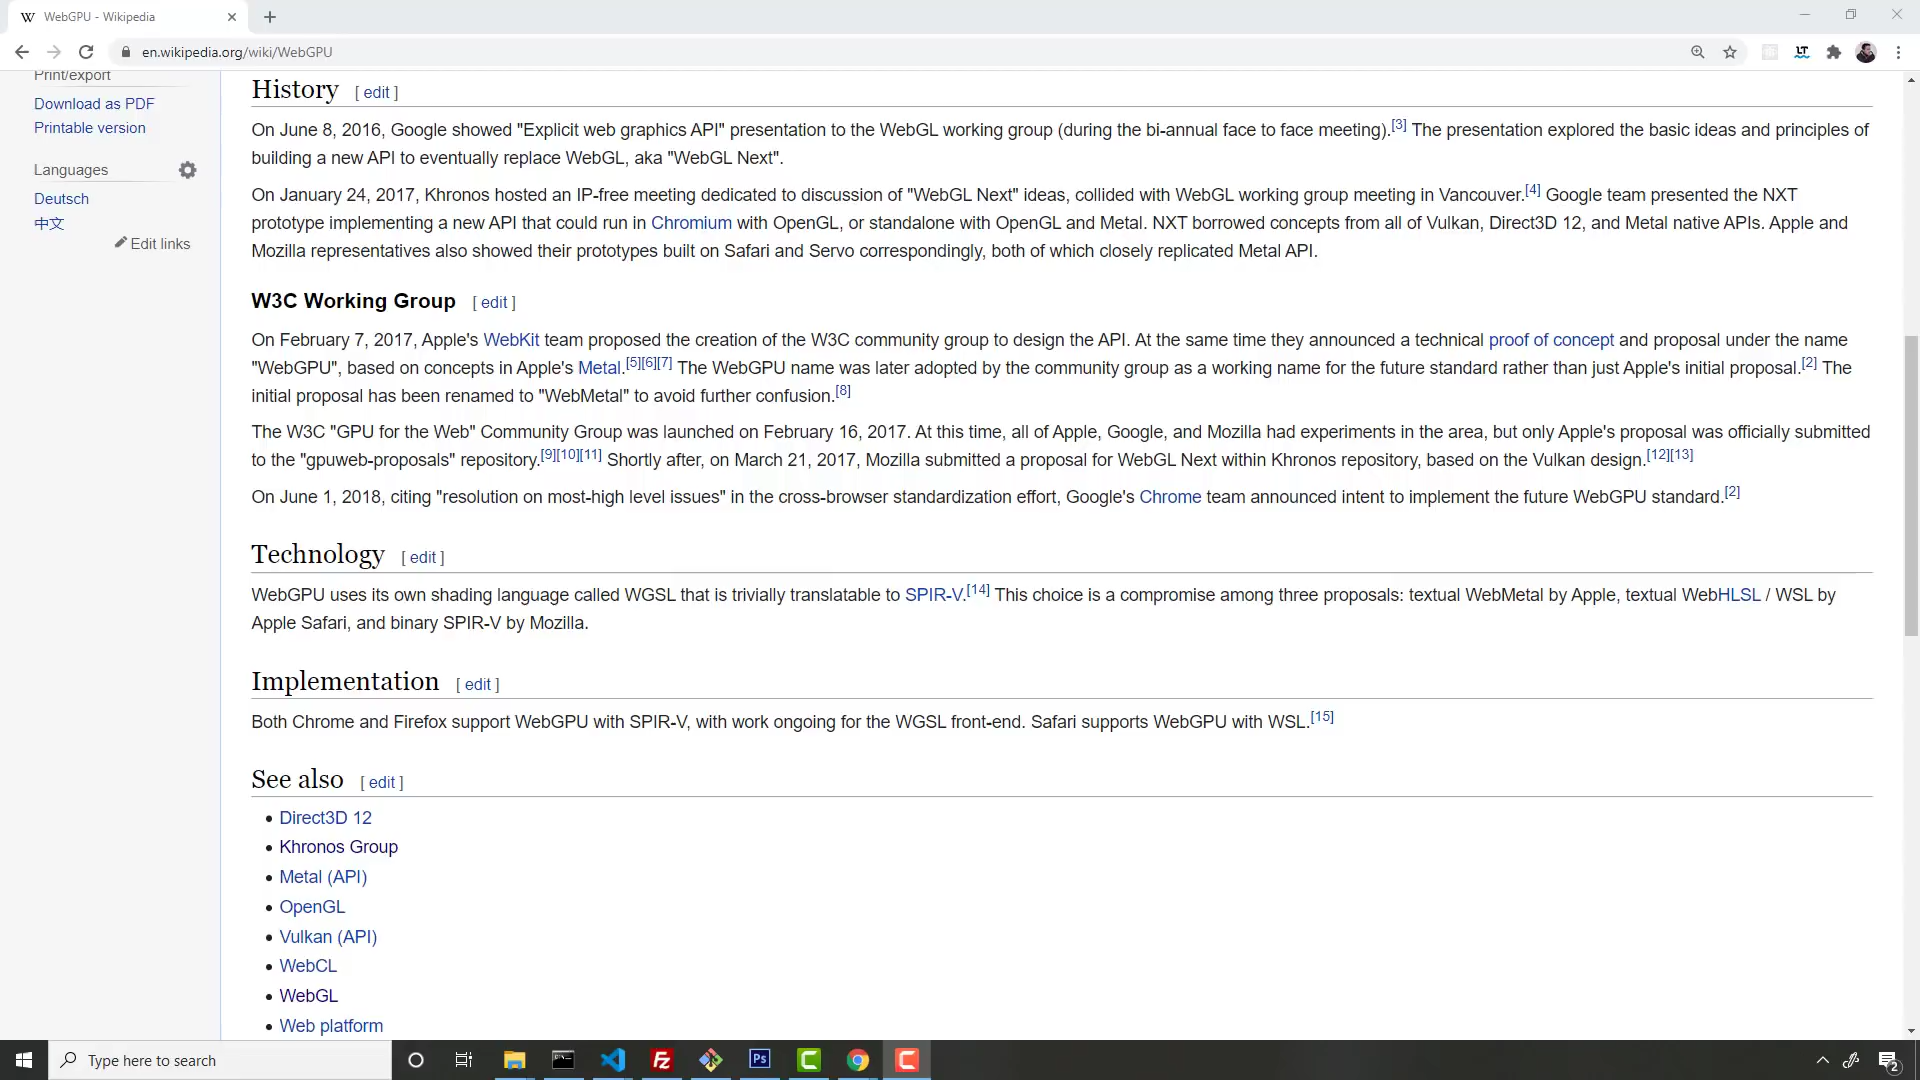 WebGPU - Wikipedia
en.wikipedia.org/wiki/WebGPU
Print/export
Download as PDF
Printable version
Languages
Deutsch
中文
Edit links
History [ edit ]
On June 8, 2016, Google showed "Explicit web graphics API" presentation to the WebGL working group (during the bi-annual face to face meeting).[3] The presentation explored the basic ideas and principles of
building a new API to eventually replace WebGL, aka "WebGL Next".
On January 24, 2017, Khronos hosted an IP-free meeting dedicated to discussion of "WebGL Next" ideas, collided with WebGL working group meeting in Vancouver.[4] Google team presented the NXT
prototype implementing a new API that could run in Chromium with OpenGL, or standalone with OpenGL and Metal. NXT borrowed concepts from all of Vulkan, Direct3D 12, and Metal native APIs. Apple and
Mozilla representatives also showed their prototypes built on Safari and Servo correspondingly, both of which closely replicated Metal API.
W3C Working Group [ edit ]
On February 7, 2017, Apple's WebKit team proposed the creation of the W3C community group to design the API. At the same time they announced a technical proof of concept and proposal under the name
"WebGPU", based on concepts in Apple's Metal.[5][6][7] The WebGPU name was later adopted by the community group as a working name for the future standard rather than just Apple's initial proposal.[2] The
initial proposal has been renamed to "WebMetal" to avoid further confusion.[8]
The W3C "GPU for the Web" Community Group was launched on February 16, 2017. At this time, all of Apple, Google, and Mozilla had experiments in the area, but only Apple's proposal was officially submitted
to the "gpuweb-proposals" repository.[9][10][11] Shortly after, on March 21, 2017, Mozilla submitted a proposal for WebGL Next within Khronos repository, based on the Vulkan design.[12][13]
On June 1, 2018, citing "resolution on most-high level issues" in the cross-browser standardization effort, Google's Chrome team announced intent to implement the future WebGPU standard.[2]
Technology [ edit ]
WebGPU uses its own shading language called WGSL that is trivially translatable to SPIR-V.[14] This choice is a compromise among three proposals: textual WebMetal by Apple, textual WebHLSL / WSL by
Apple Safari, and binary SPIR-V by Mozilla.
Implementation [ edit ]
Both Chrome and Firefox support WebGPU with SPIR-V, with work ongoing for the WGSL front-end. Safari supports WebGPU with WSL.[15]
See also [ edit ]
Direct3D 12
Khronos Group
Metal (API)
OpenGL
Vulkan (API)
WebCL
WebGL
Web platform
Type here to search
Ps
2